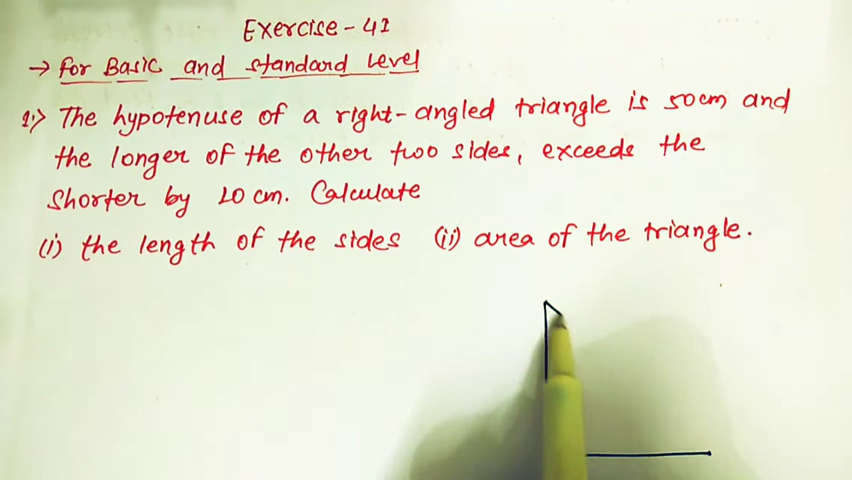 Exercise - 41
→ For Basic and standard Level
1.> The hypotenuse of a right-angled triangle is 50cm and
the longer of the other two sides, exceeds the
Shorter by 10 cm. Calculate
(i) the length of the sides (ii) area of the triangle.